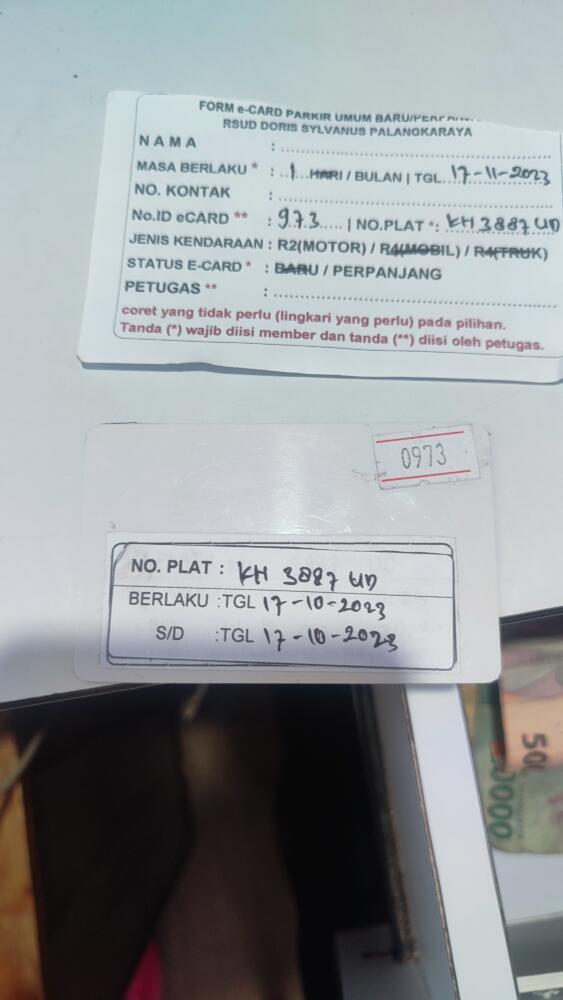 FORM e-CARD PARKIR UMUM BARU/PERPANJ...
RSUD DORIS SYLVANUS PALANGKARAYA
NAMA : ..............................
MASA BERLAKU * : ..1.. HARI / BULAN | TGL. 17-11-2023
NO. KONTAK : ..............................
No.ID eCARD ** : 973 ..... | NO.PLAT *: KH 3887 UD
JENIS KENDARAAN : R2(MOTOR) / R4(MOBIL) / R4(TRUK)
STATUS E-CARD * : BARU / PERPANJANG
PETUGAS ** : ..............................
coret yang tidak perlu (lingkari yang perlu) pada pilihan.
Tanda (*) wajib diisi member dan tanda (**) diisi oleh petugas.
0973
NO. PLAT : KH 3887 UD
BERLAKU :TGL 17-10-2023
S/D :TGL 17-10-2023